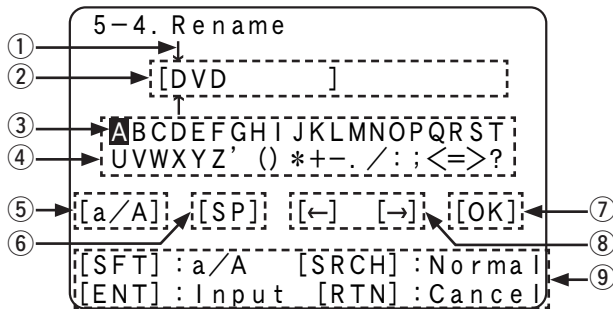 5-4. Rename
①
② [DVD ]
③ ABCDEFGHIJKLMNOPQRST
④ UVWXYZ’()*+-./:;<=>?
⑤ [a/A] [SP] [←] [→] [OK] ⑦
⑥ ⑧
[SFT]:a/A [SRCH]:Normal ⑨
[ENT]:Input [RTN]:Cancel